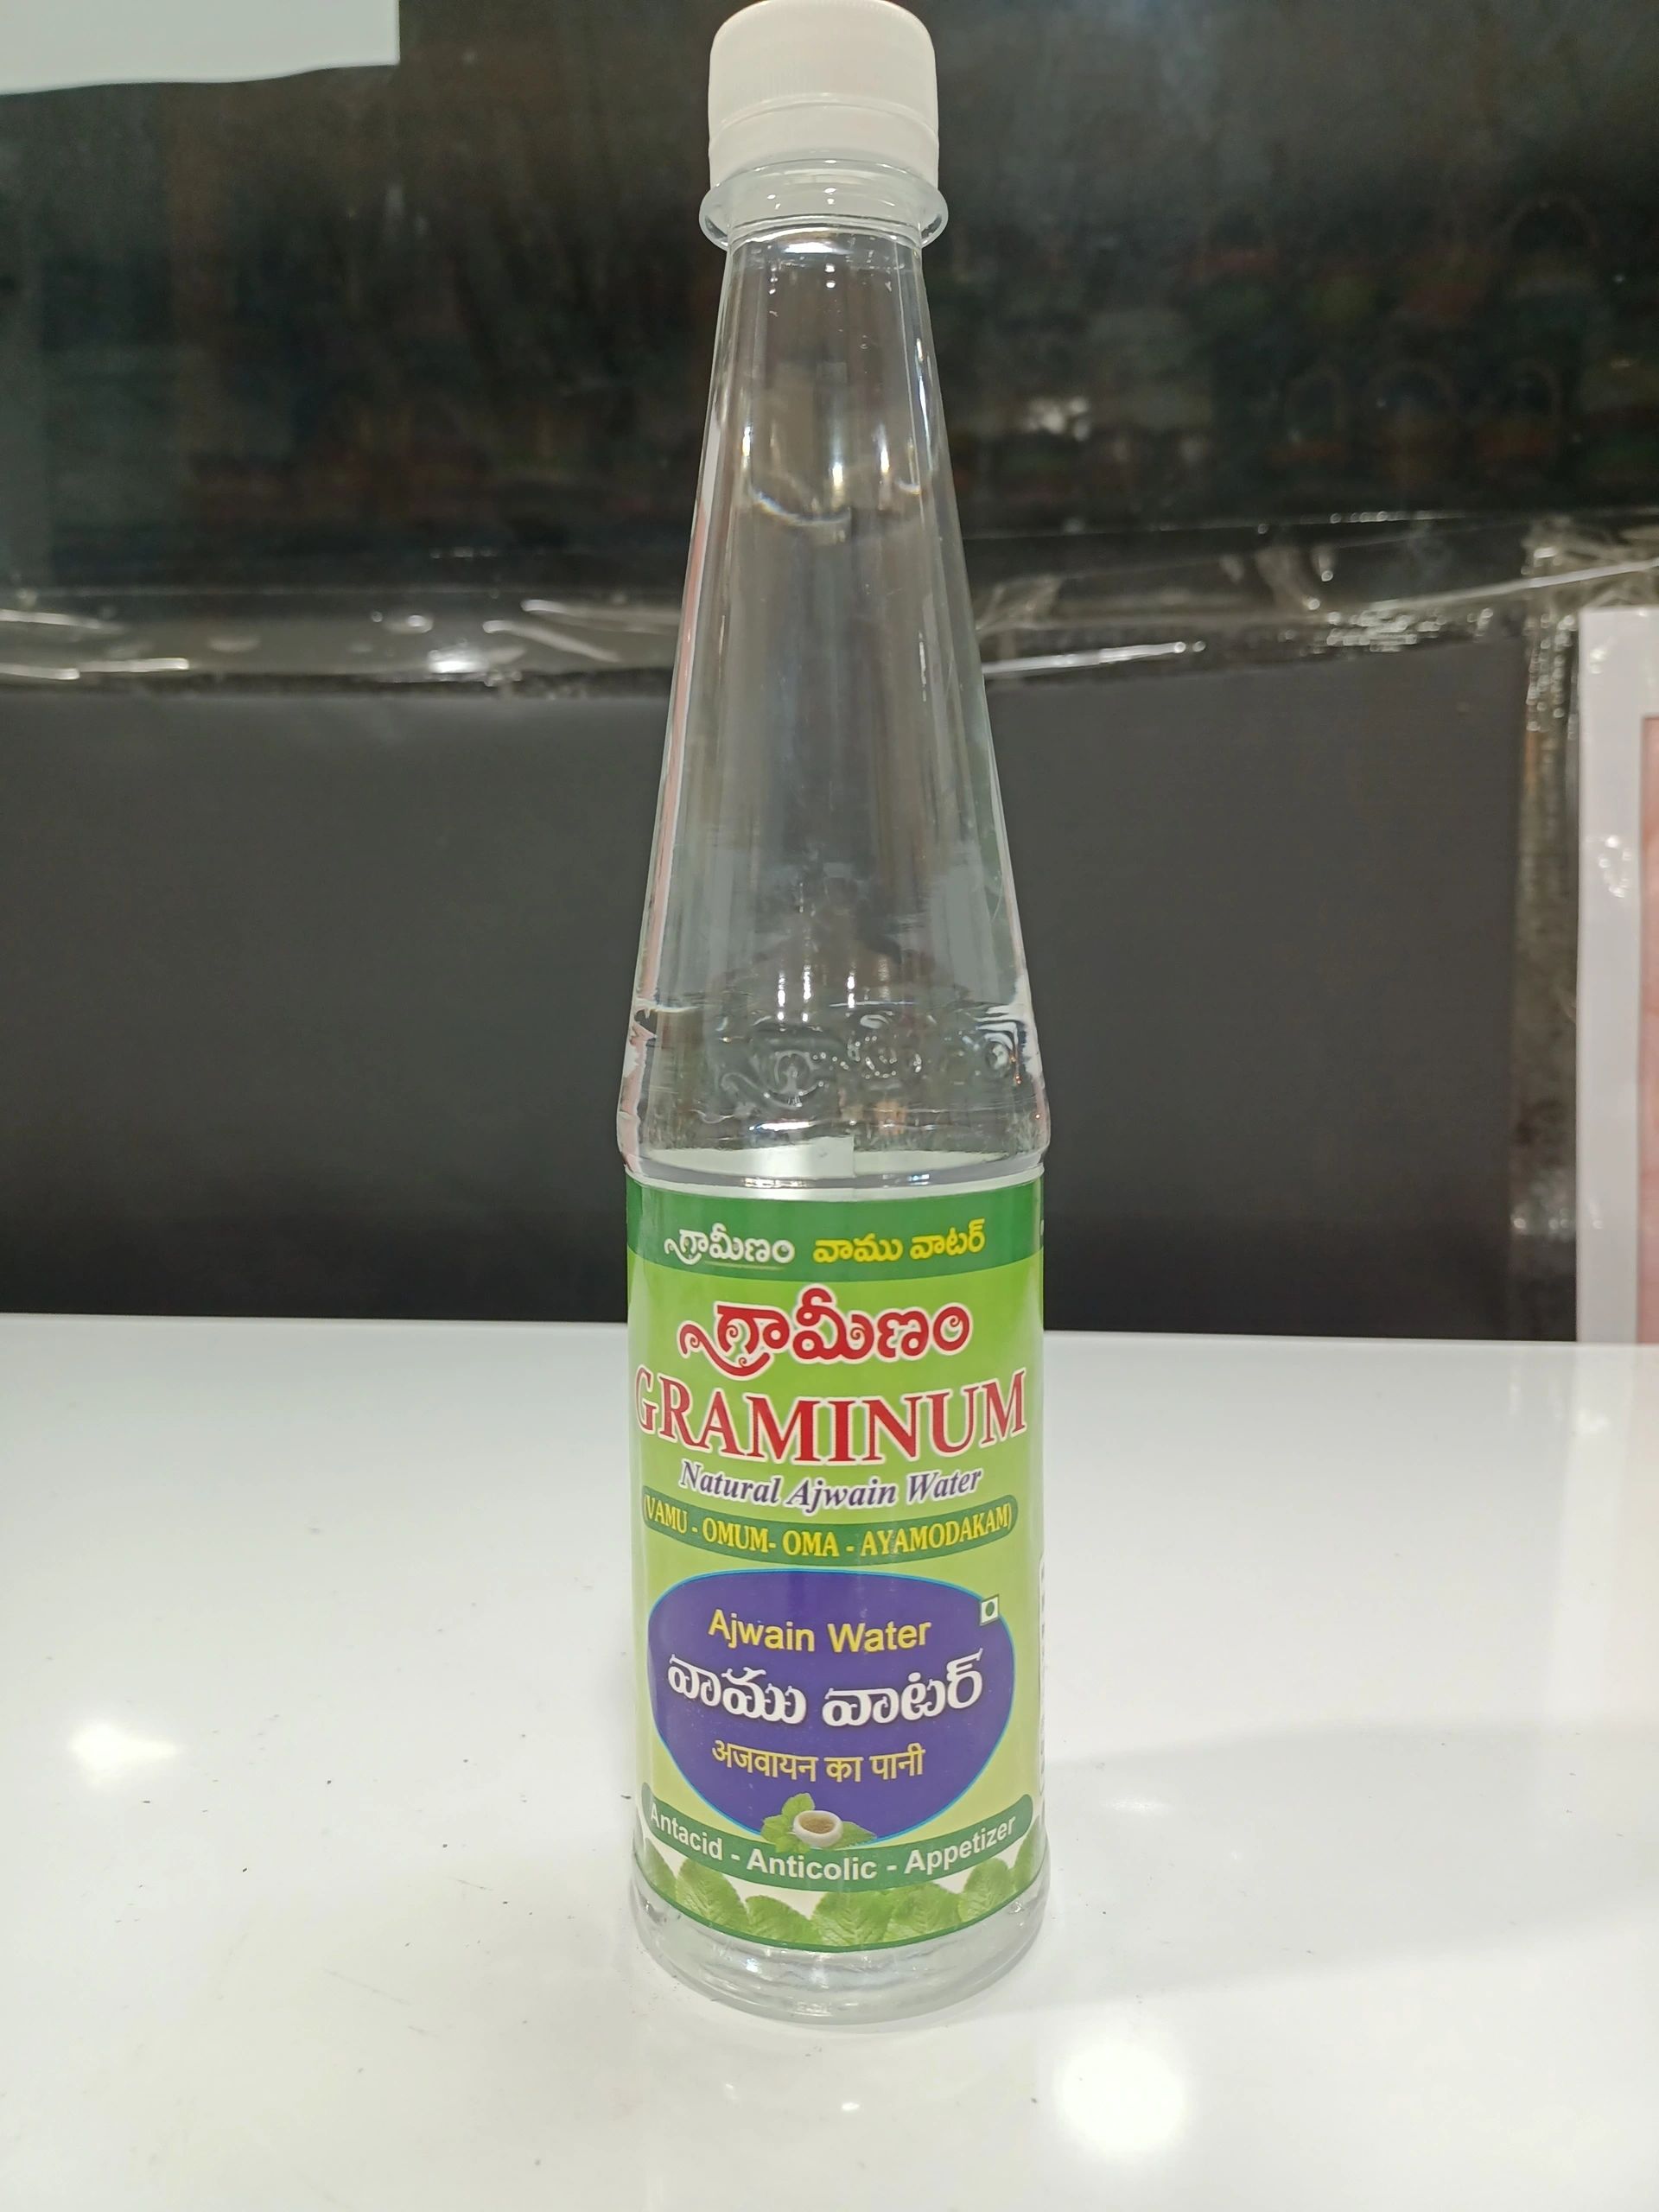 గ్రామీణం వాము వాటర్
గ్రామీణం
GRAMINUM
Natural Ajwain Water
(VAMU - OMUM- OMA - AYAMODAKAM)
Ajwain Water
వాము వాటర్
अजवायन का पानी
Antacid - Anticolic - Appetizer